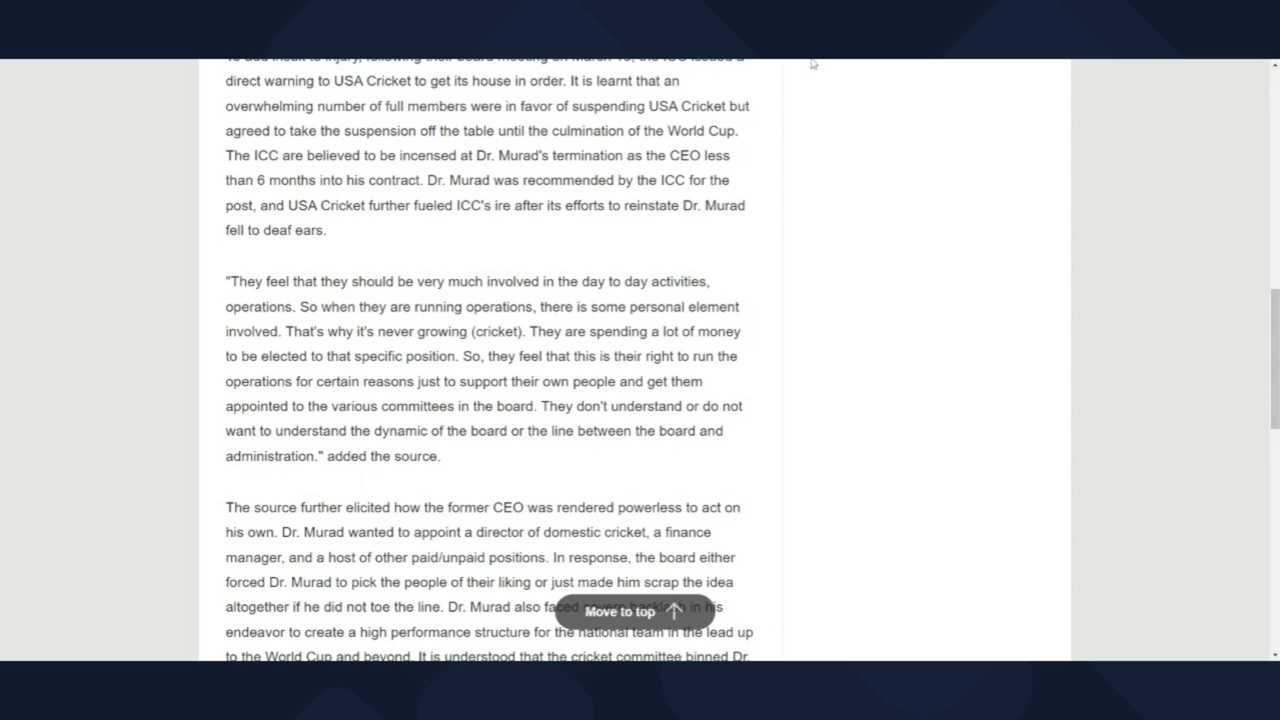 To add insult to injury, following their board meeting on March 15, the ICC issued a
direct warning to USA Cricket to get its house in order. It is learnt that an
overwhelming number of full members were in favor of suspending USA Cricket but
agreed to take the suspension off the table until the culmination of the World Cup.
The ICC are believed to be incensed at Dr. Murad's termination as the CEO less
than 6 months into his contract. Dr. Murad was recommended by the ICC for the
post, and USA Cricket further fueled ICC's ire after its efforts to reinstate Dr. Murad
fell to deaf ears.
"They feel that they should be very much involved in the day to day activities,
operations. So when they are running operations, there is some personal element
involved. That's why it's never growing (cricket). They are spending a lot of money
to be elected to that specific position. So, they feel that this is their right to run the
operations for certain reasons just to support their own people and get them
appointed to the various committees in the board. They don't understand or do not
want to understand the dynamic of the board or the line between the board and
administration." added the source.
The source further elicited how the former CEO was rendered powerless to act on
his own. Dr. Murad wanted to appoint a director of domestic cricket, a finance
manager, and a host of other paid/unpaid positions. In response, the board either
forced Dr. Murad to pick the people of their liking or just made him scrap the idea
altogether if he did not toe the line. Dr. Murad also faced severe backlash in his
Move to top
endeavor to create a high performance structure for the national team in the lead up
to the World Cup and beyond. It is understood that the cricket committee binned Dr.